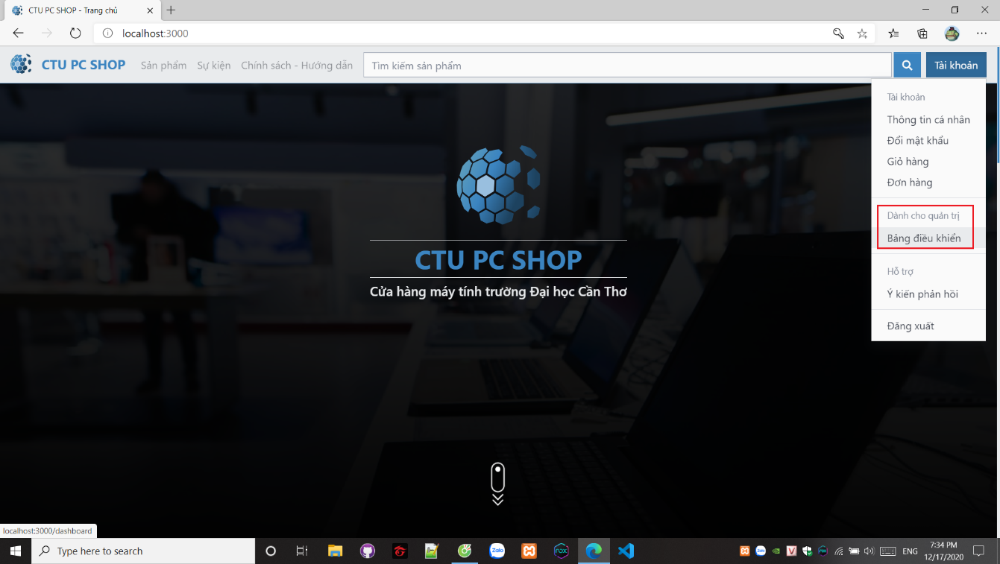 CTU PC SHOP - Trang chủ
localhost:3000
CTU PC SHOP
Sản phẩm
Sự kiện
Chính sách - Hướng dẫn
Tìm kiếm sản phẩm
Tài khoản
Tài khoản
Thông tin cá nhân
Đổi mật khẩu
Giỏ hàng
Đơn hàng
Dành cho quản trị
Bảng điều khiển
Hỗ trợ
Ý kiến phản hồi
Đăng xuất
CTU PC SHOP
Cửa hàng máy tính trường Đại học Cần Thơ
localhost:3000/dashboard
Type here to search
Zalo
ENG
7:34 PM
12/17/2020